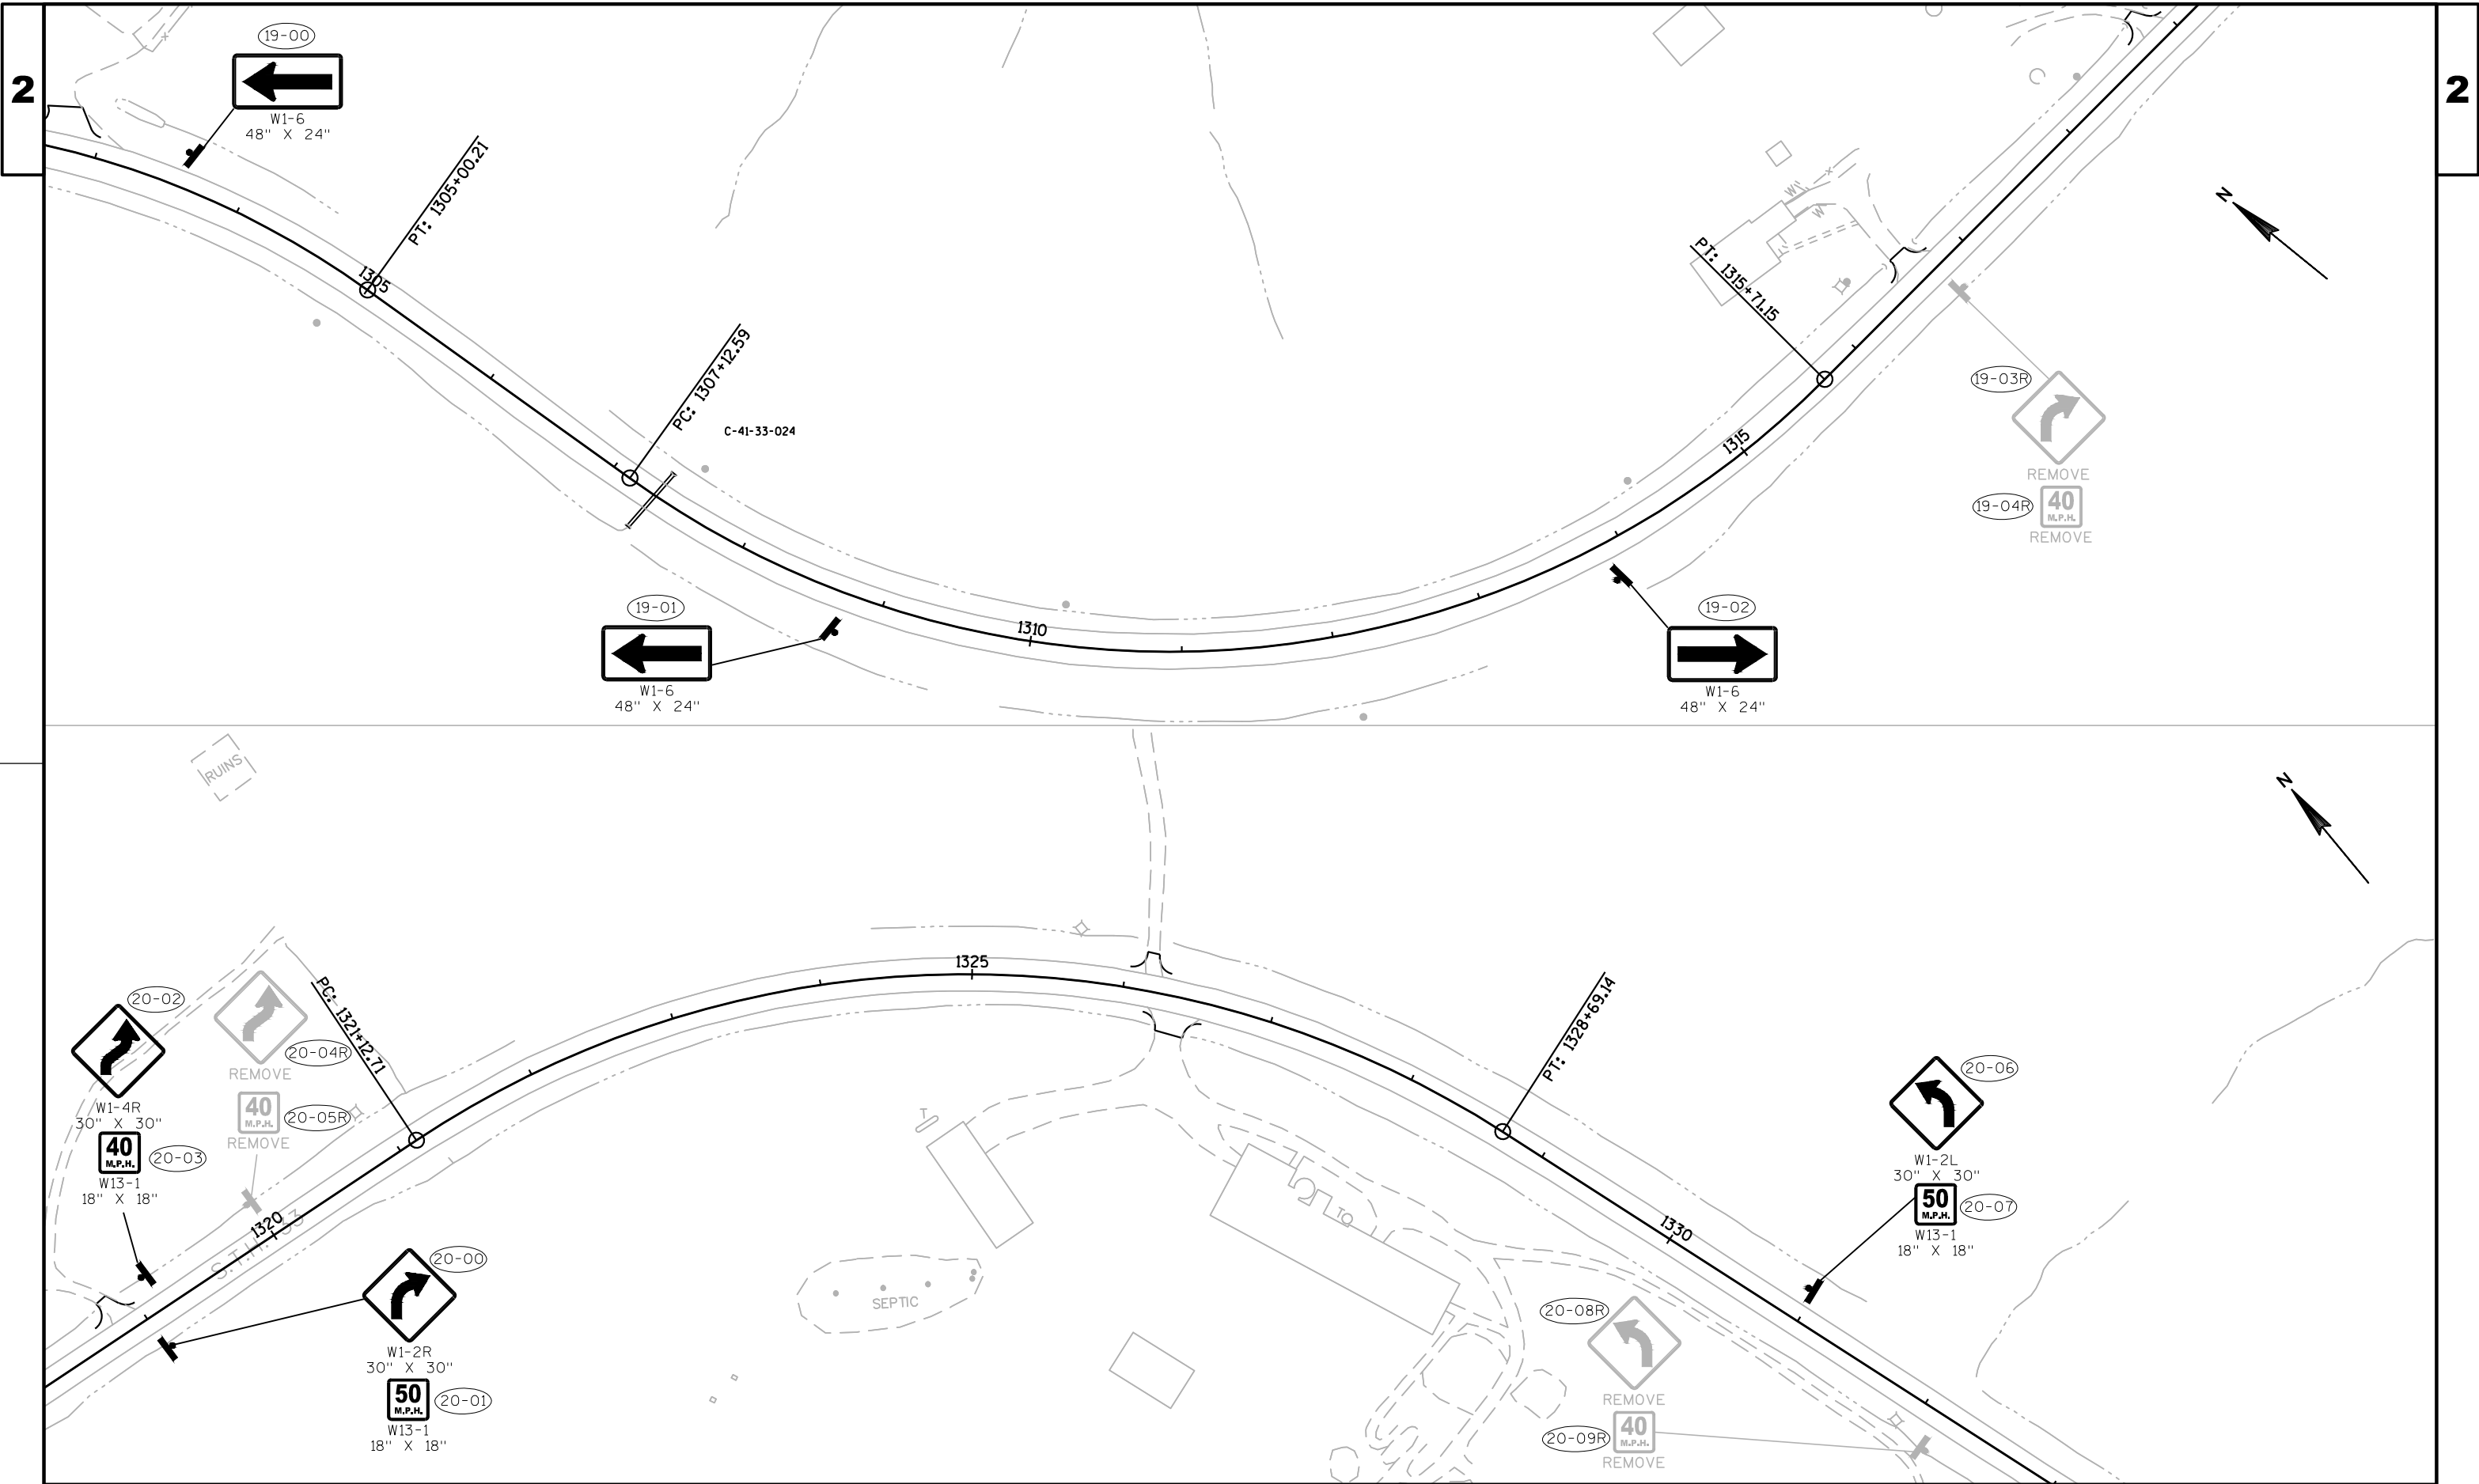 2
2
19-00
W1-6
48" X 24"
PT: 1305+00.21
1305
PC: 1307+12.59
C-41-33-024
19-01
W1-6
48" X 24"
1310
19-02
W1-6
48" X 24"
1315
PT: 1315+71.15
W
W
N
19-03R
REMOVE
19-04R
40
M.P.H.
REMOVE
RUINS
N
20-02
W1-4R
30" X 30"
40
M.P.H.
20-03
W13-1
18" X 18"
20-04R
REMOVE
40
M.P.H.
20-05R
REMOVE
PC: 1321+12.71
1320
20-00
W1-2R
30" X 30"
50
M.P.H.
20-01
W13-1
18" X 18"
1325
T
SEPTIC
TO
PT: 1328+69.14
1330
20-06
W1-2L
30" X 30"
50
M.P.H.
20-07
W13-1
18" X 18"
20-08R
REMOVE
40
M.P.H.
20-09R
REMOVE